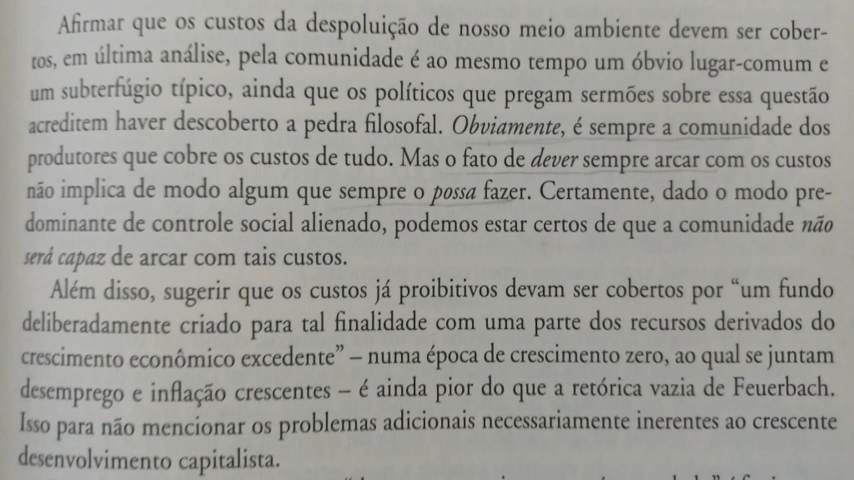 Afirmar que os custos da despoluição de nosso meio ambiente devem ser cober-
tos, em última análise, pela comunidade é ao mesmo tempo um óbvio lugar-comum e
um subterfúgio típico, ainda que os políticos que pregam sermões sobre essa questão
acreditem haver descoberto a pedra filosofal. Obviamente, é sempre a comunidade dos
produtores que cobre os custos de tudo. Mas o fato de dever sempre arcar com os custos
não implica de modo algum que sempre o possa fazer. Certamente, dado o modo pre-
dominante de controle social alienado, podemos estar certos de que a comunidade não
será capaz de arcar com tais custos.
Além disso, sugerir que os custos já proibitivos devam ser cobertos por “um fundo
deliberadamente criado para tal finalidade com uma parte dos recursos derivados do
crescimento econômico excedente” – numa época de crescimento zero, ao qual se juntam
desemprego e inflação crescentes – é ainda pior do que a retórica vazia de Feuerbach.
Isso para não mencionar os problemas adicionais necessariamente inerentes ao crescente
desenvolvimento capitalista.